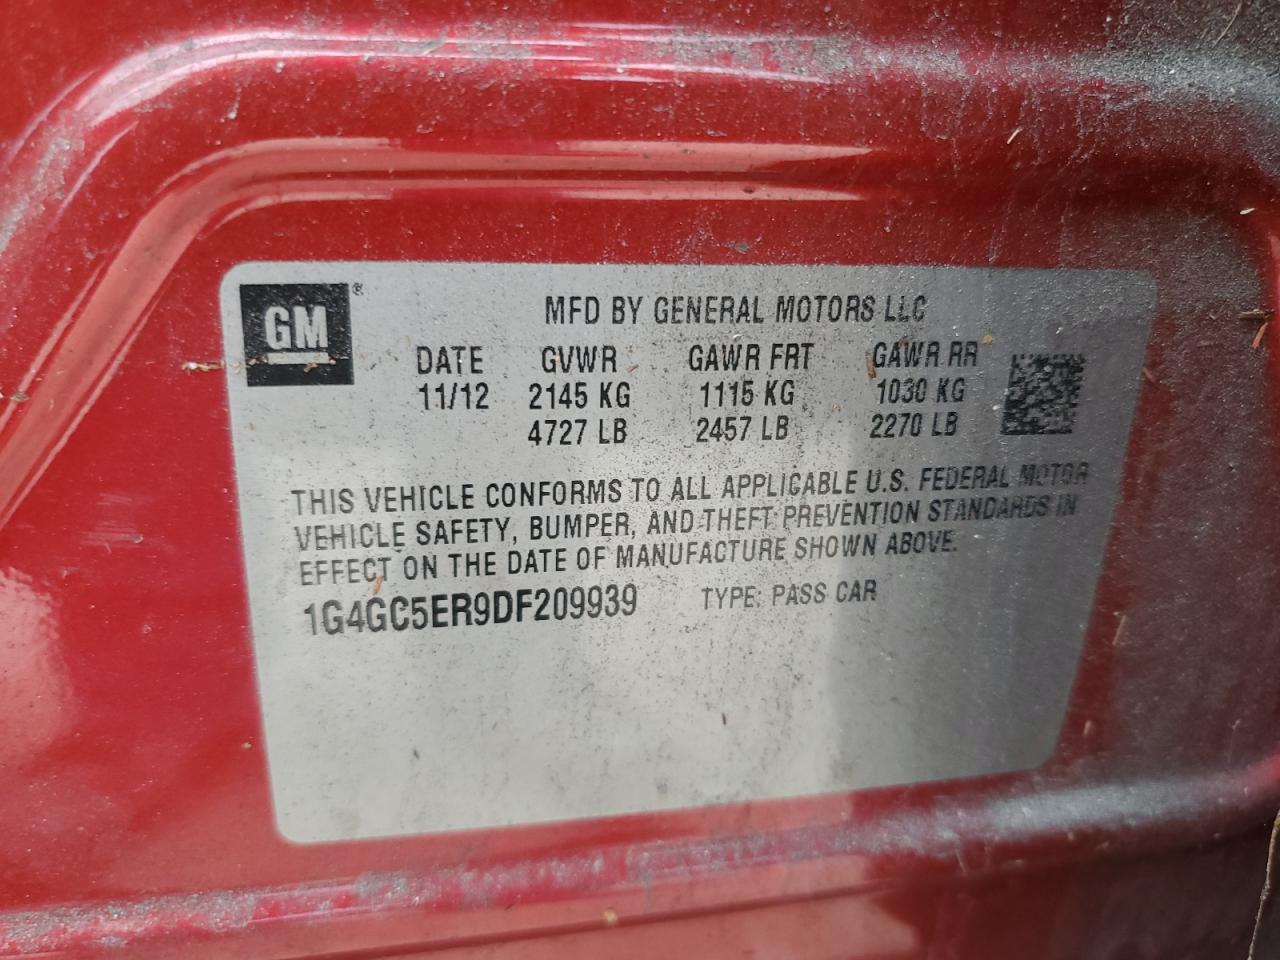 GM ®
MFD BY GENERAL MOTORS LLC
DATE GVWR GAWR FRT GAWR RR
11/12 2145 KG 1115 KG 1030 KG
4727 LB 2457 LB 2270 LB
THIS VEHICLE CONFORMS TO ALL APPLICABLE U.S. FEDERAL MOTOR
VEHICLE SAFETY, BUMPER, AND THEFT PREVENTION STANDARDS IN
EFFECT ON THE DATE OF MANUFACTURE SHOWN ABOVE.
1G4GC5ER9DF209939 TYPE: PASS CAR